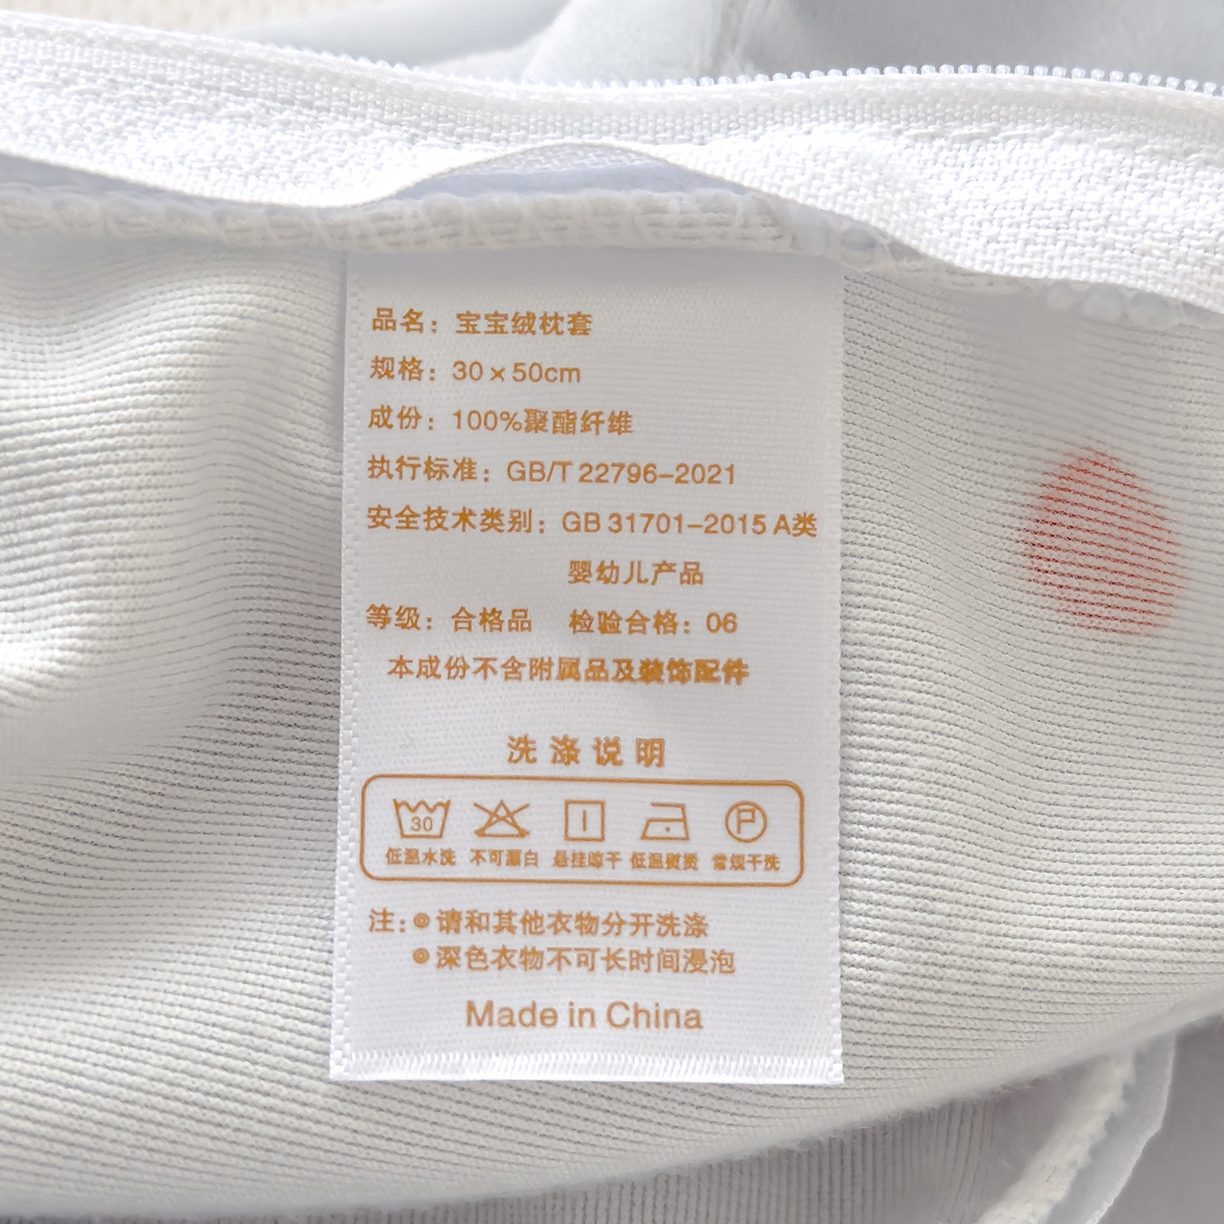 品名：宝宝绒枕套
规格：30×50cm
成份：100%聚酯纤维
执行标准：GB/T 22796-2021
安全技术类别：GB 31701-2015 A类
婴幼儿产品
等级：合格品 检验合格：06
本成份不含附属品及装饰配件
洗涤说明
30
P
低温水洗 不可漂白 悬挂晾干 低温熨烫 常规干洗
注：◎请和其他衣物分开洗涤
◎深色衣物不可长时间浸泡
Made in China